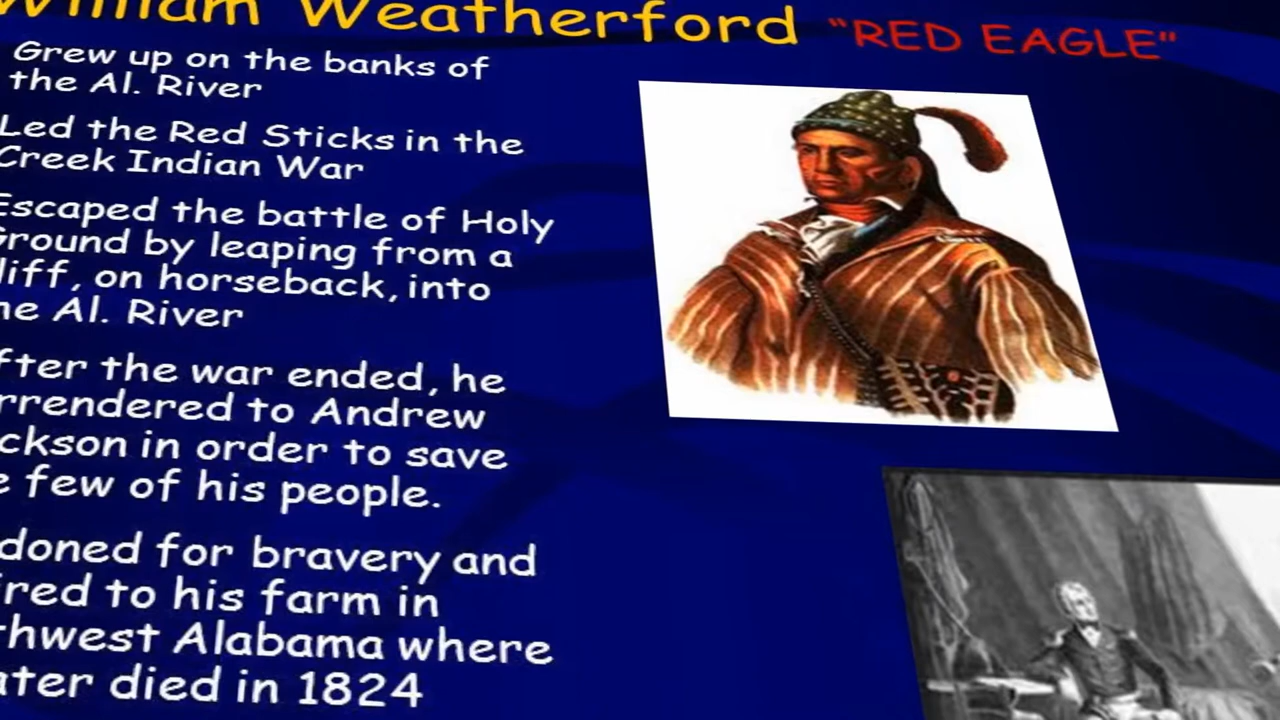 William Weatherford "RED EAGLE"
Grew up on the banks of
the Al. River
Led the Red Sticks in the
Creek Indian War
Escaped the battle of Holy
Ground by leaping from a
liff, on horseback, into
he Al. River
fter the war ended, he
rrendered to Andrew
ckson in order to save
e few of his people.
doned for bravery and
ired to his farm in
thwest Alabama where
ater died in 1824